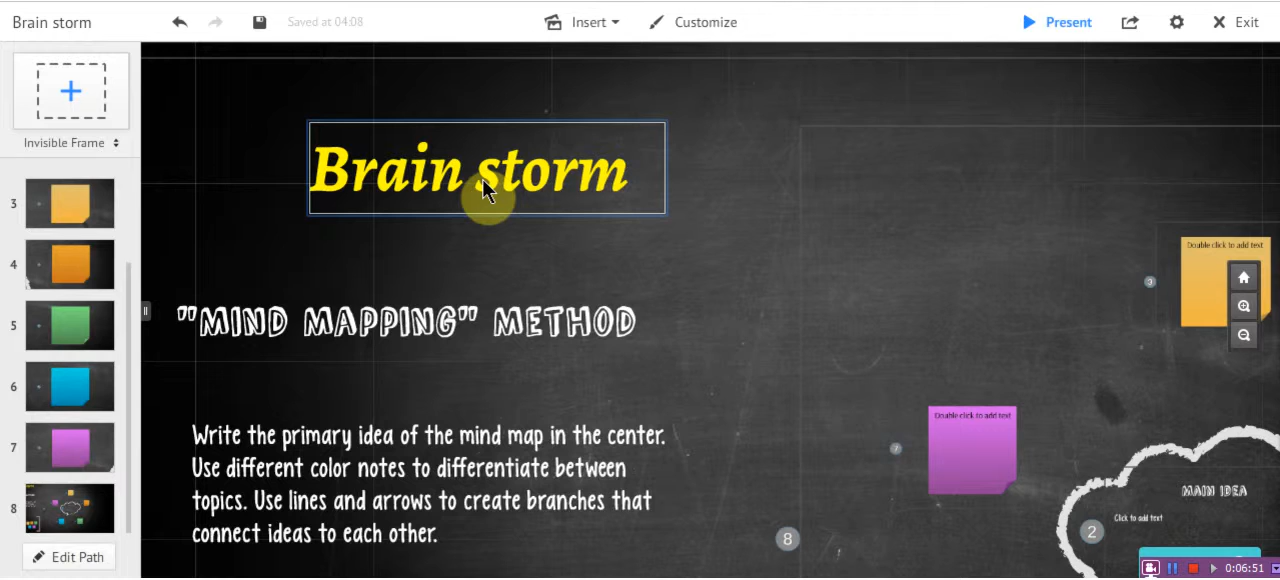 Brain storm
Saved at 04:08
Insert
Customize
Present
Exit
Invisible Frame
3
4
5
6
7
8
Edit Path
Brain storm
"MIND MAPPING" METHOD
Write the primary idea of the mind map in the center.
Use different color notes to differentiate between
topics. Use lines and arrows to create branches that
connect ideas to each other.
Double click to add text
3
Double click to add text
7
MAIN IDEA
Click to add text
2
8
0:06:51